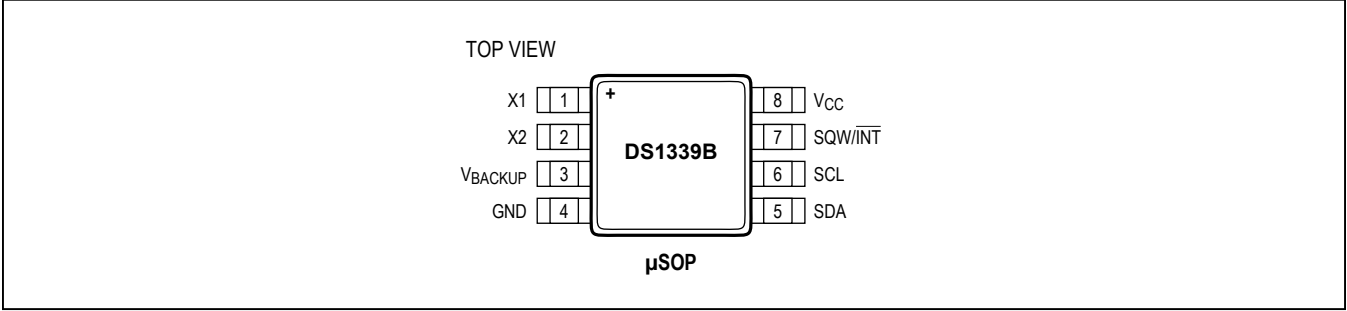 TOP VIEW
X1 1 + 8 VCC
X2 2 DS1339B 7 SQW/INT
VBACKUP 3 6 SCL
GND 4 5 SDA
µSOP